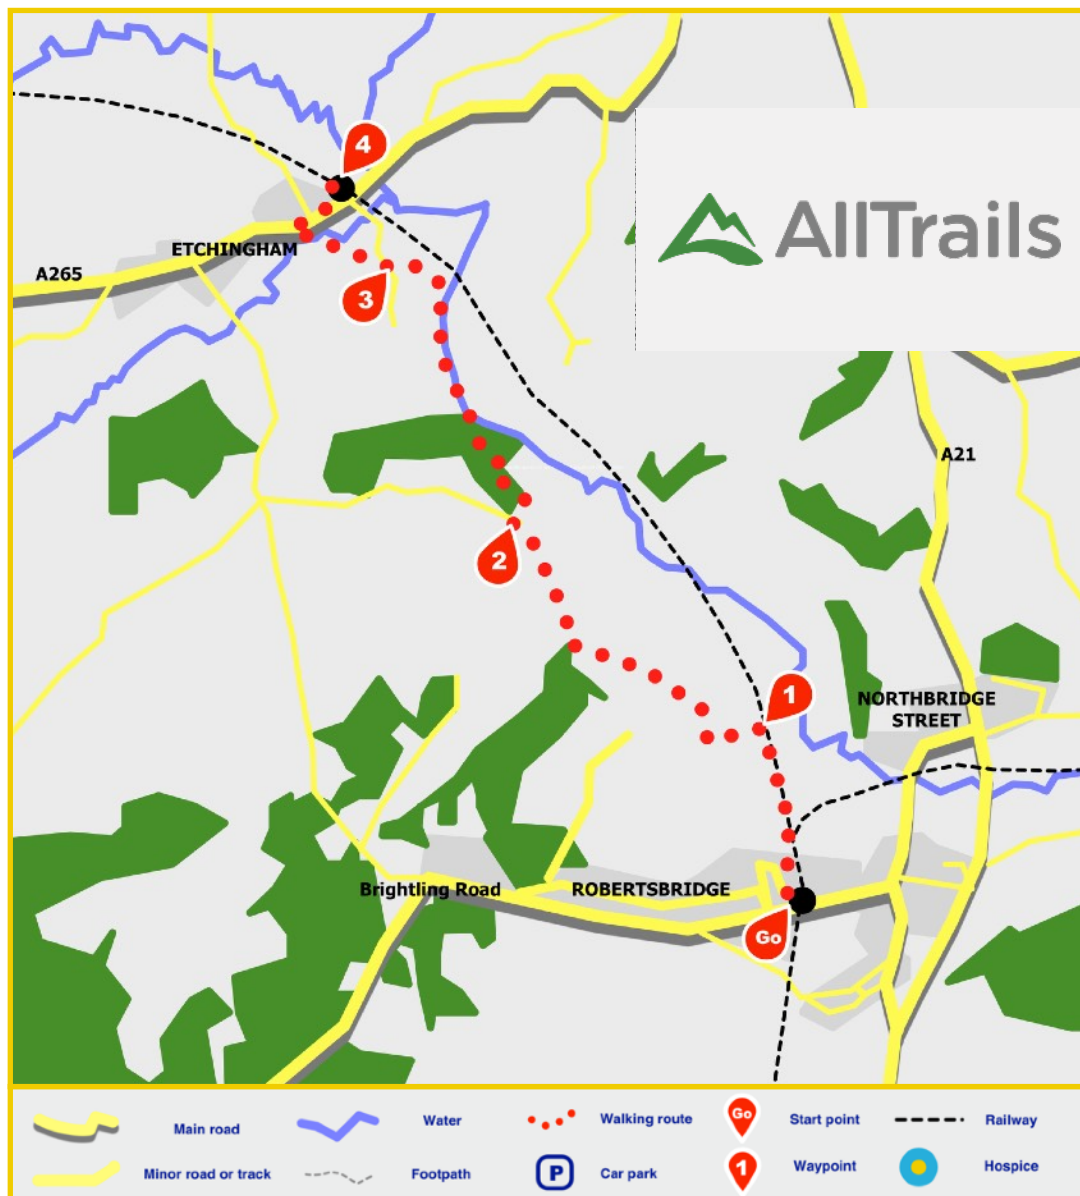 4
AllTrails
ETCHINGHAM
A265
3
A21
2
1
NORTHBRIDGE
STREET
Brightling Road
ROBERTSBRIDGE
Go
Main road
Water
Walking route
Go
Start point
Railway
Minor road or track
Footpath
P
Car park
1
Waypoint
Hospice